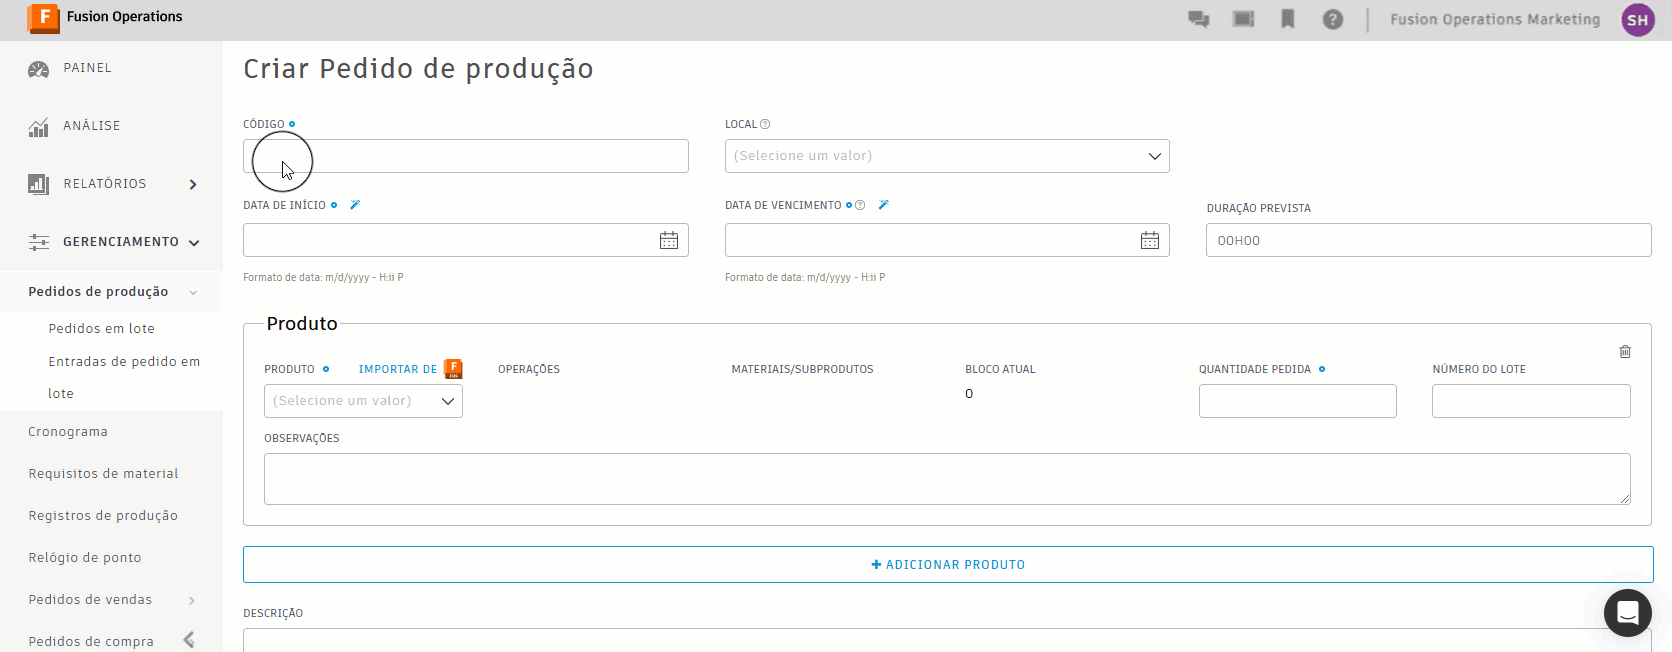 F Fusion Operations
Fusion Operations Marketing SH
PAINEL
ANÁLISE
RELATÓRIOS
GERENCIAMENTO
Pedidos de produção
Pedidos em lote
Entradas de pedido em
lote
Cronograma
Requisitos de material
Registros de produção
Relógio de ponto
Pedidos de vendas
Pedidos de compra
Criar Pedido de produção
CÓDIGO
LOCAL
(Selecione um valor)
DATA DE INÍCIO
DATA DE VENCIMENTO
DURAÇÃO PREVISTA
00H00
Formato de data: m/d/yyyy - H:ii P
Formato de data: m/d/yyyy - H:ii P
Produto
PRODUTO
IMPORTAR DE
F
OPERAÇÕES
MATERIAIS/SUBPRODUTOS
BLOCO ATUAL
QUANTIDADE PEDIDA
NÚMERO DO LOTE
(Selecione um valor)
0
OBSERVAÇÕES
+ ADICIONAR PRODUTO
DESCRIÇÃO